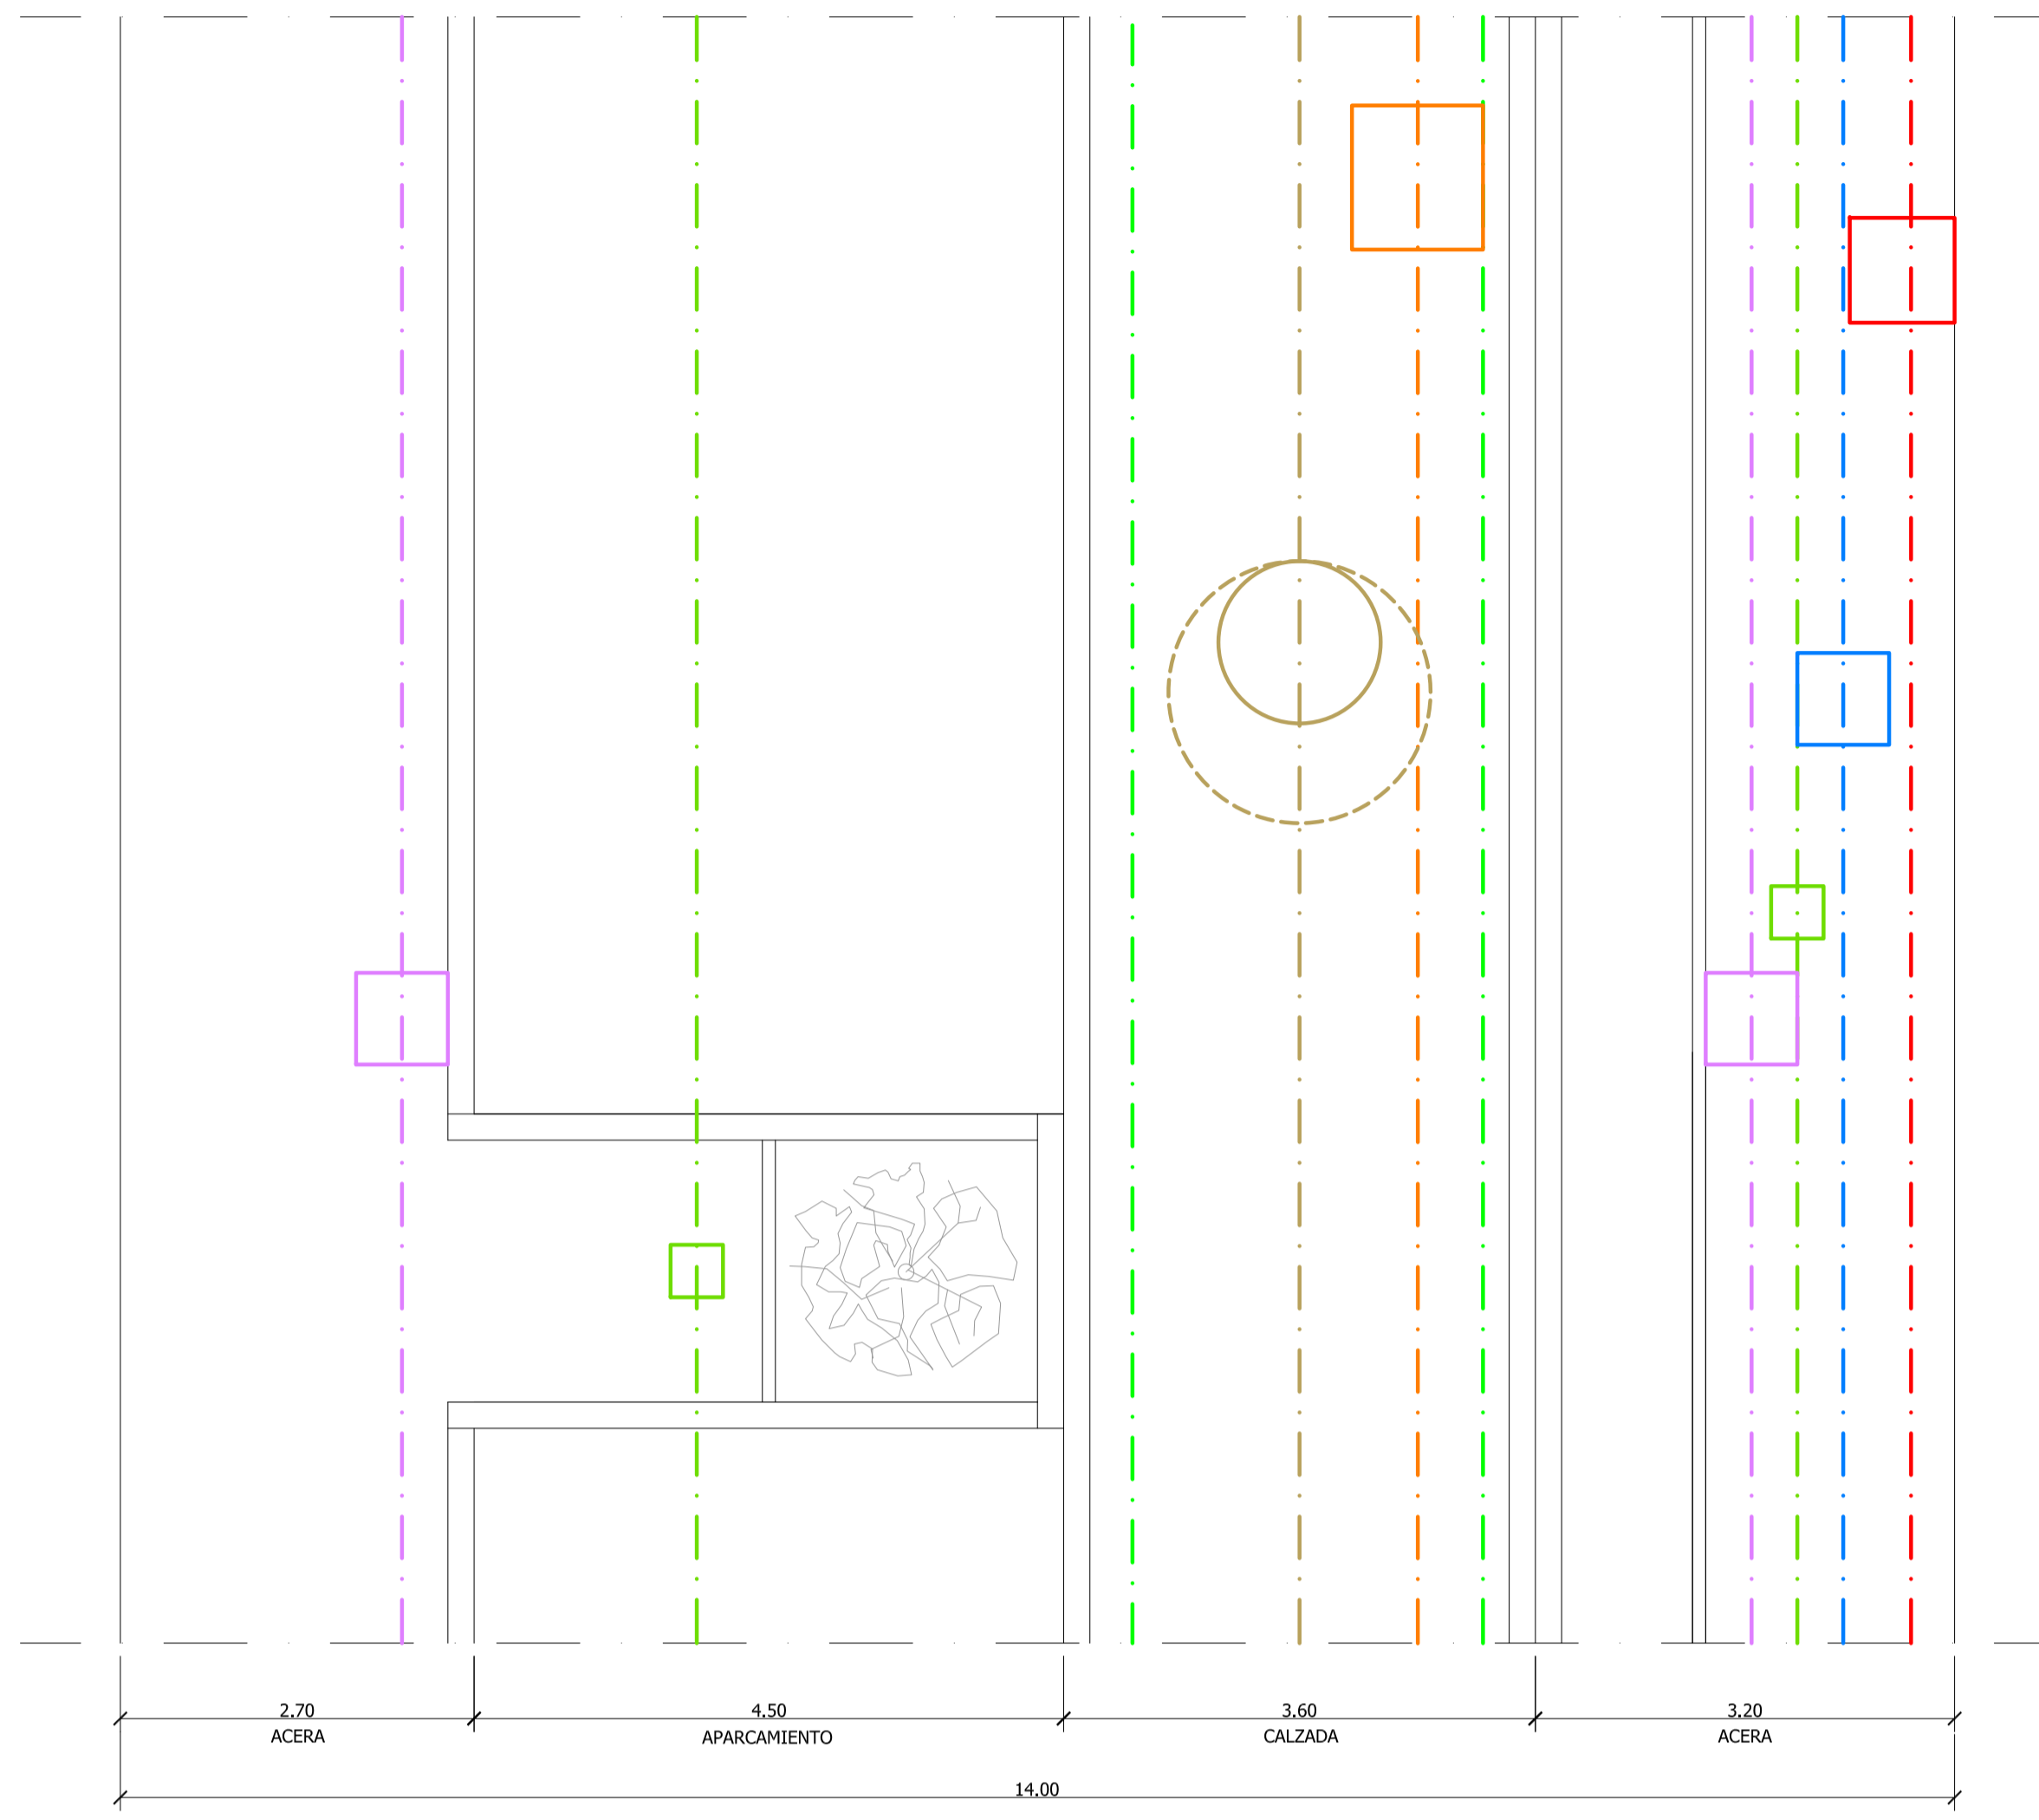 2.70
4.50
3.60
3.20
ACERA
APARCAMIENTO
CALZADA
ACERA
14.00